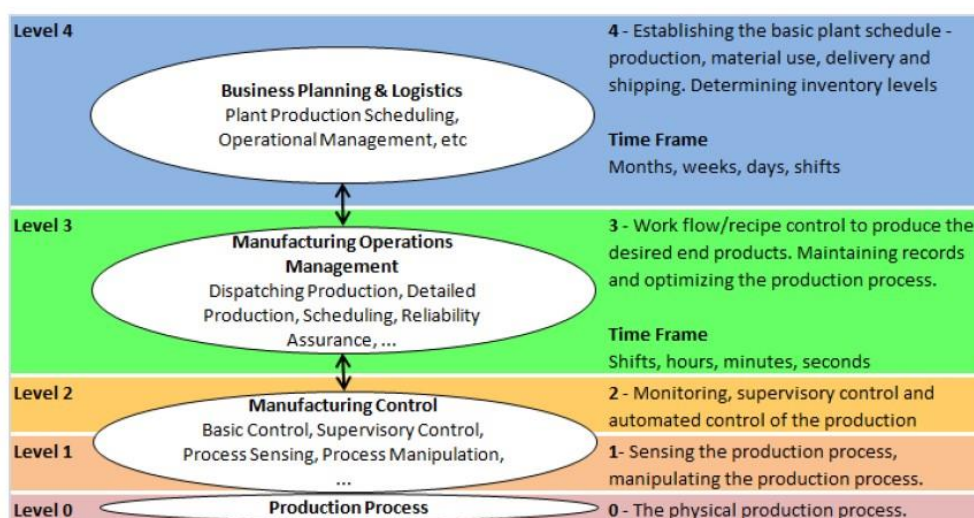 Level 4
Business Planning & Logistics
Plant Production Scheduling,
Operational Management, etc
4 - Establishing the basic plant schedule -
production, material use, delivery and
shipping. Determining inventory levels
Time Frame
Months, weeks, days, shifts
Level 3
Manufacturing Operations
Management
Dispatching Production, Detailed
Production, Scheduling, Reliability
Assurance, ...
3 - Work flow/recipe control to produce the
desired end products. Maintaining records
and optimizing the production process.
Time Frame
Shifts, hours, minutes, seconds
Level 2
Manufacturing Control
Basic Control, Supervisory Control,
Process Sensing, Process Manipulation,
...
2 - Monitoring, supervisory control and
automated control of the production
Level 1
1- Sensing the production process,
manipulating the production process.
Level 0
Production Process
0 - The physical production process.